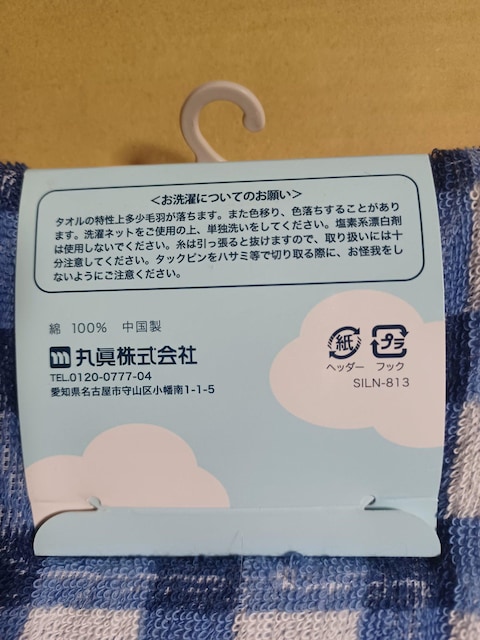 <お洗濯についてのお願い>
タオルの特性上多少毛羽が落ちます。また色移り、色落ちすることがあり
ます。洗濯ネットをご使用の上、単独洗いをしてください。塩素系漂白剤
は使用しないでください。糸は引っ張ると抜けますので、取り扱いには十
分注意してください。タックピンをハサミ等で切り取る際に、お怪我をし
ないようにご注意ください。
綿 100% 中国製
m 丸眞株式会社
TEL.0120-0777-04
愛知県名古屋市守山区小幡南1-1-5
紙 プラ
ヘッダー フック
SILN-813